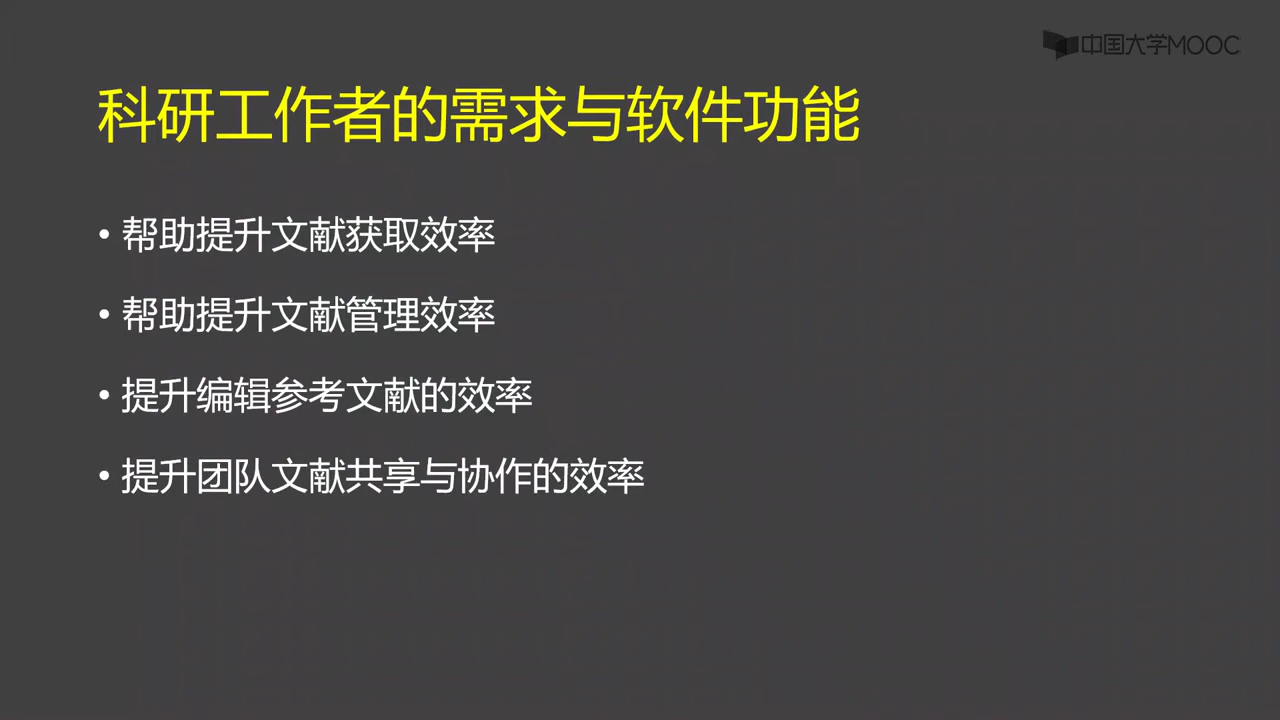 中国大学MOOC
科研工作者的需求与软件功能
• 帮助提升文献获取效率
• 帮助提升文献管理效率
• 提升编辑参考文献的效率
• 提升团队文献共享与协作的效率